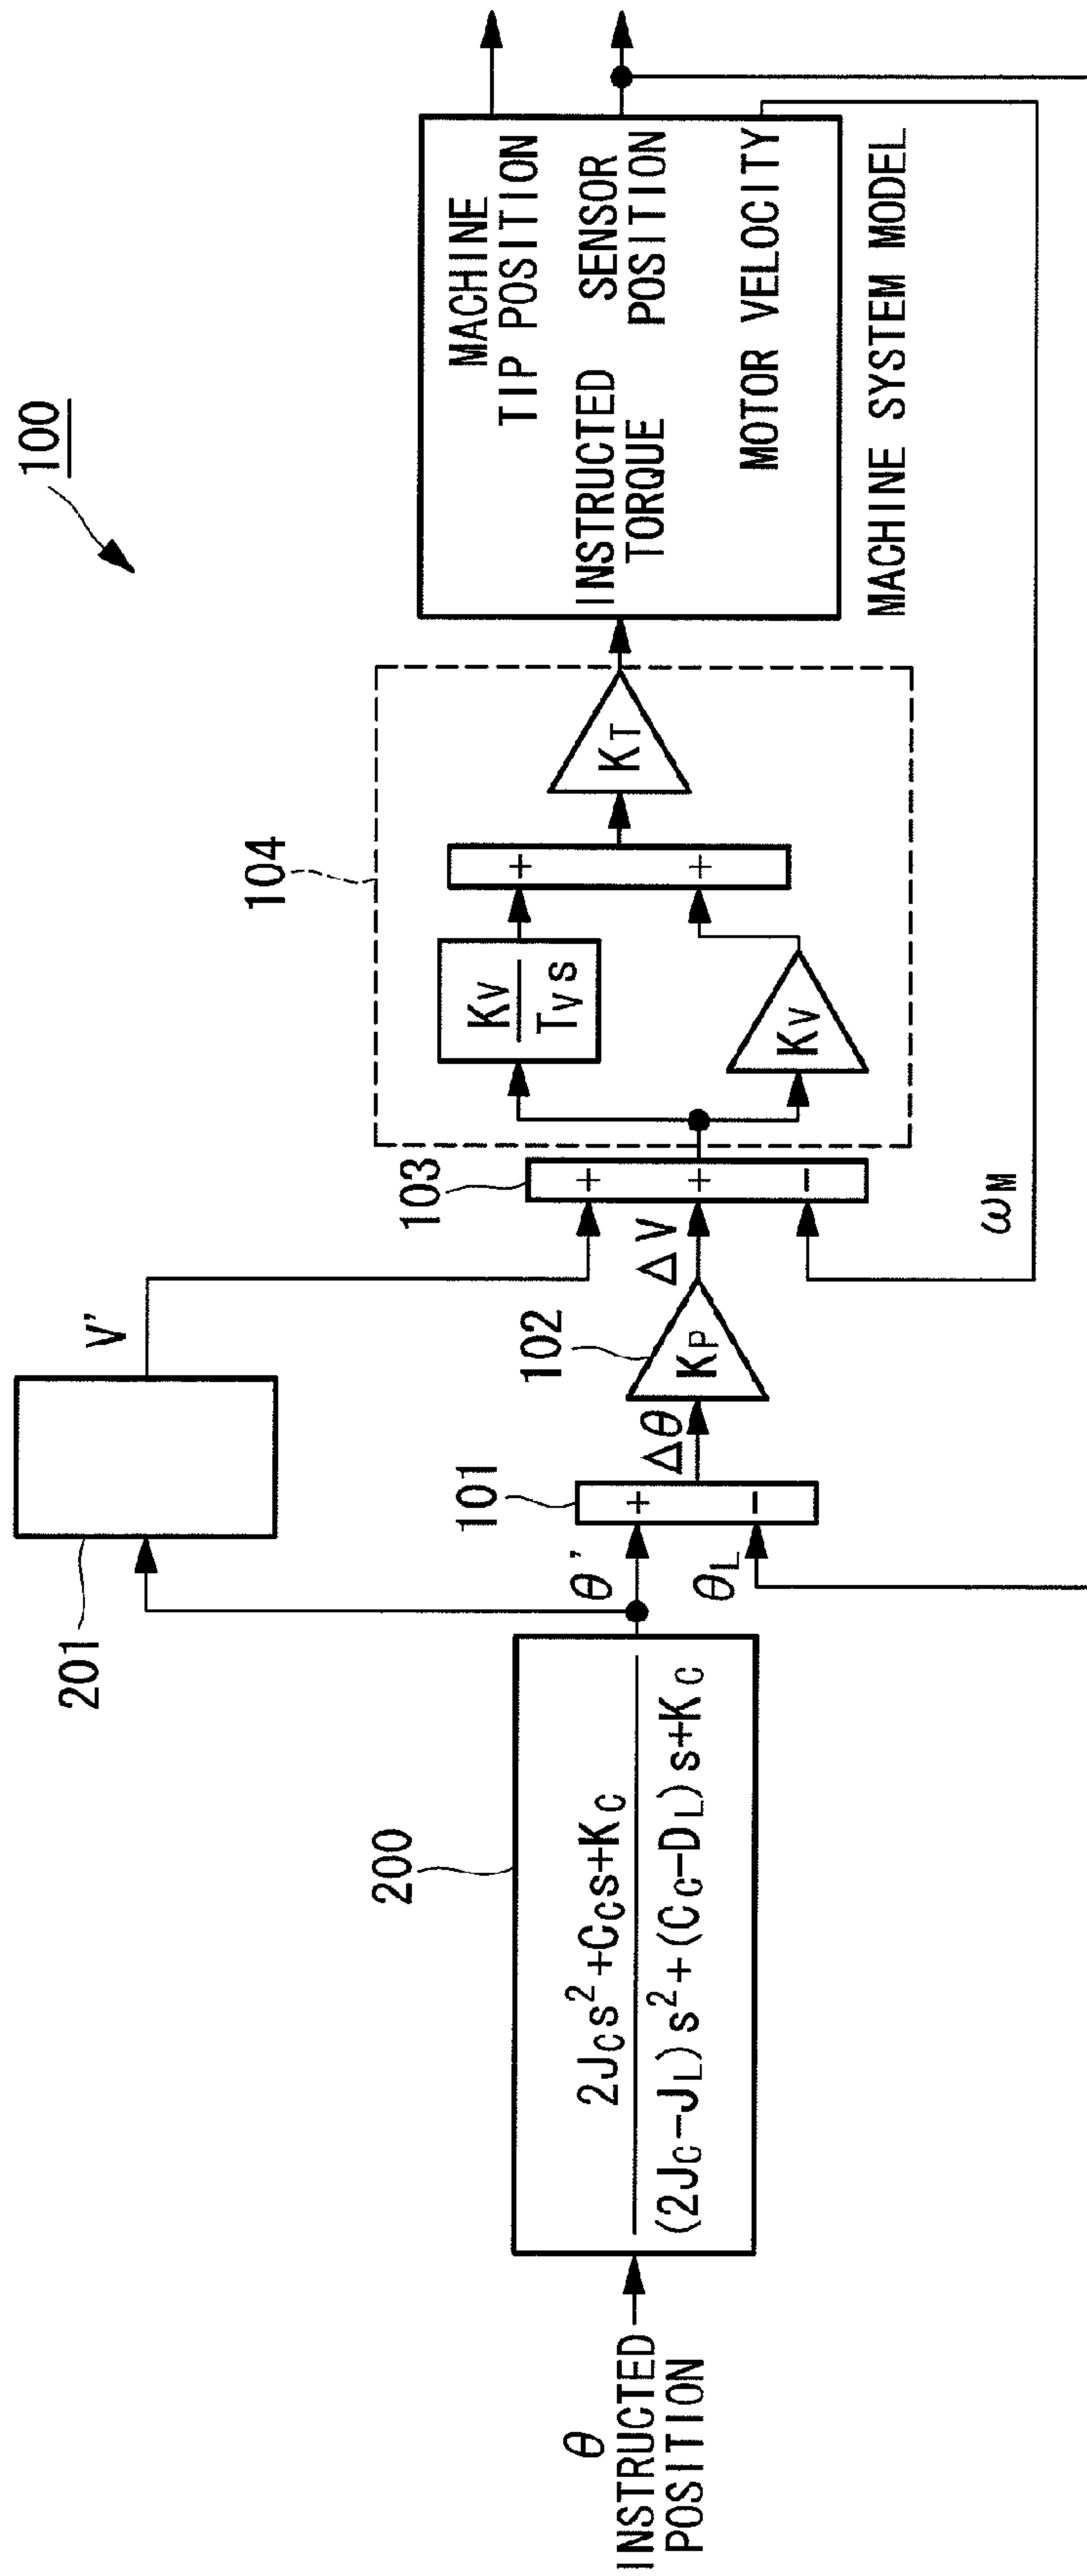 100
θ
INSTRUCTED
POSITION
200
2JCs²+CCs+KC
(2JC-JL)s²+(CC-DL)s+KC
201
V'
θ'
θL
101
+
-
Δθ
102
KP
ΔV
103
+
+
-
ωM
104
KV
TVs
KV
+
+
KT
MACHINE
TIP POSITION
INSTRUCTED
TORQUE
SENSOR
POSITION
MOTOR VELOCITY
MACHINE SYSTEM MODEL